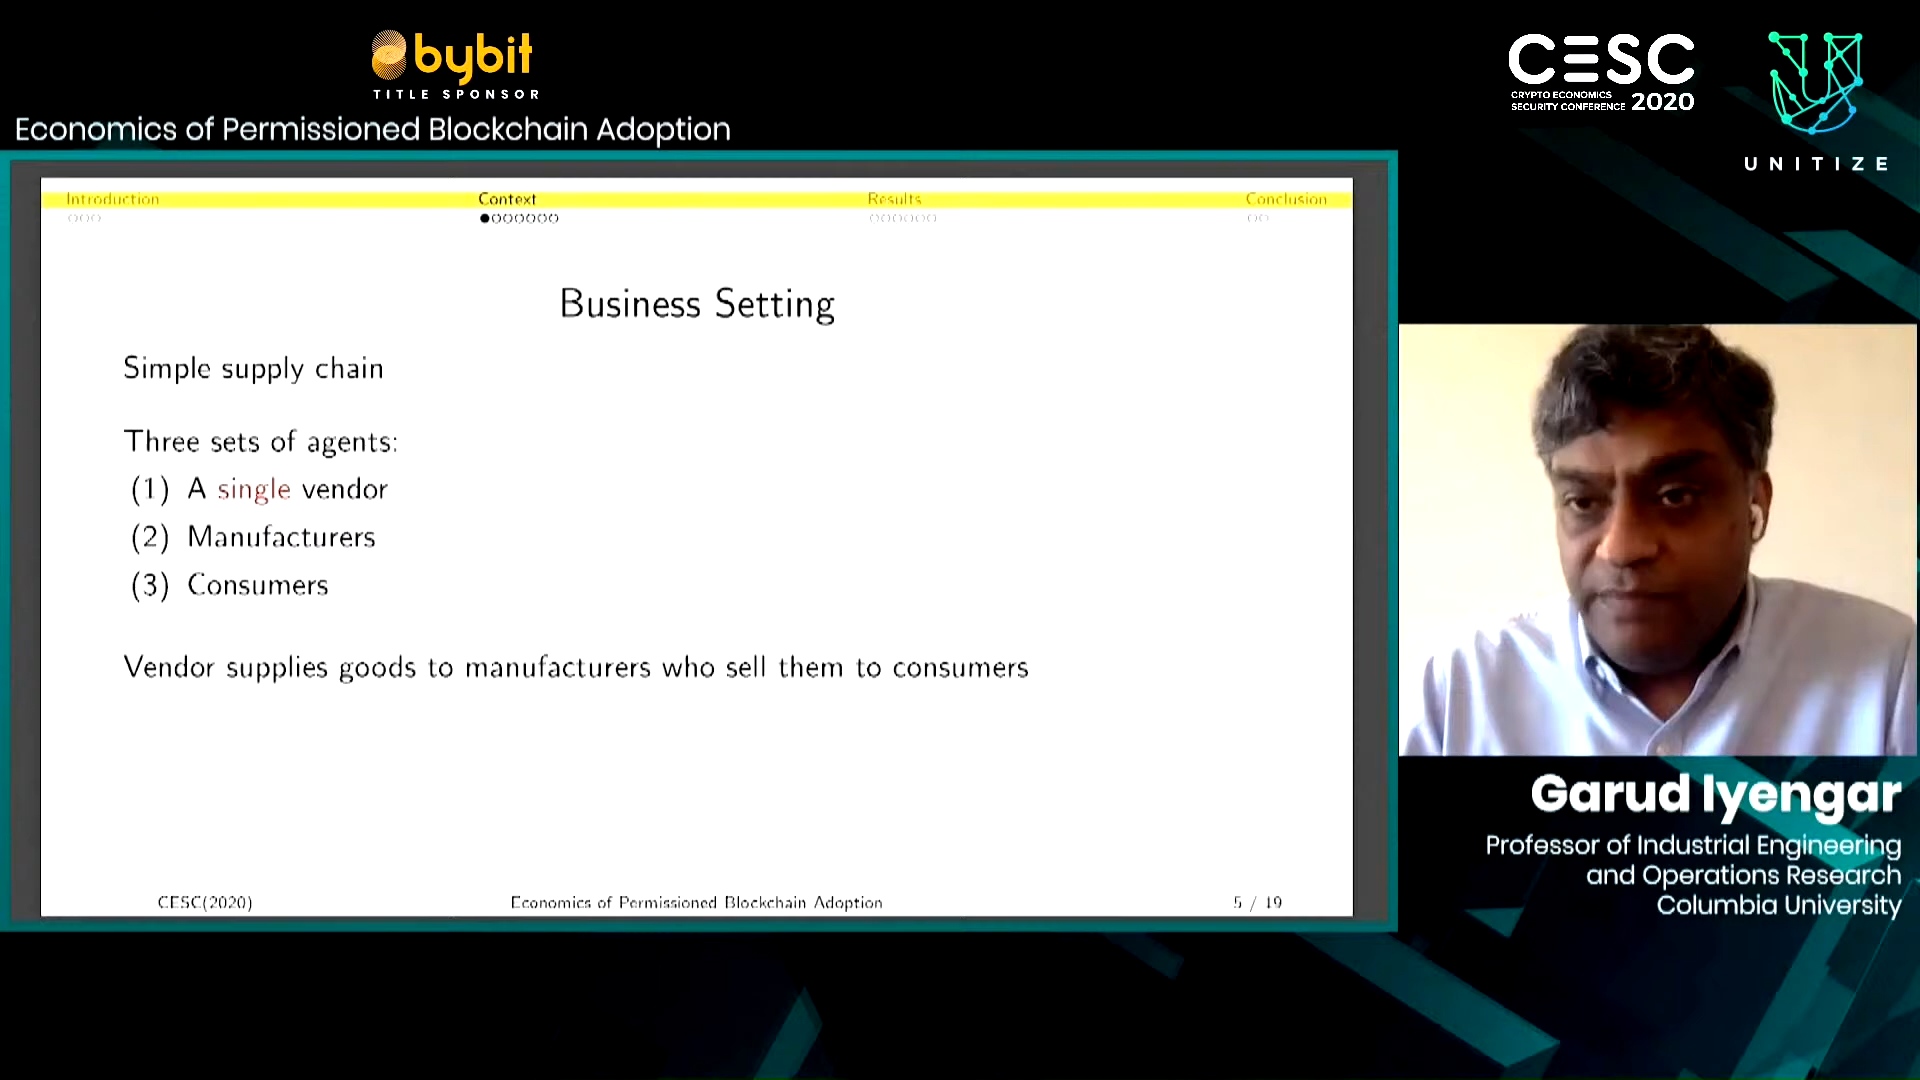 bybit
TITLE SPONSOR
CESC
CRYPTO ECONOMICS
SECURITY CONFERENCE 2020
UNITIZE
Economics of Permissioned Blockchain Adoption
Introduction Context Results Conclusion
Business Setting
Simple supply chain
Three sets of agents:
(1) A single vendor
(2) Manufacturers
(3) Consumers
Vendor supplies goods to manufacturers who sell them to consumers
CESC(2020) Economics of Permissioned Blockchain Adoption 5 / 19
Garud Iyengar
Professor of Industrial Engineering
and Operations Research
Columbia University